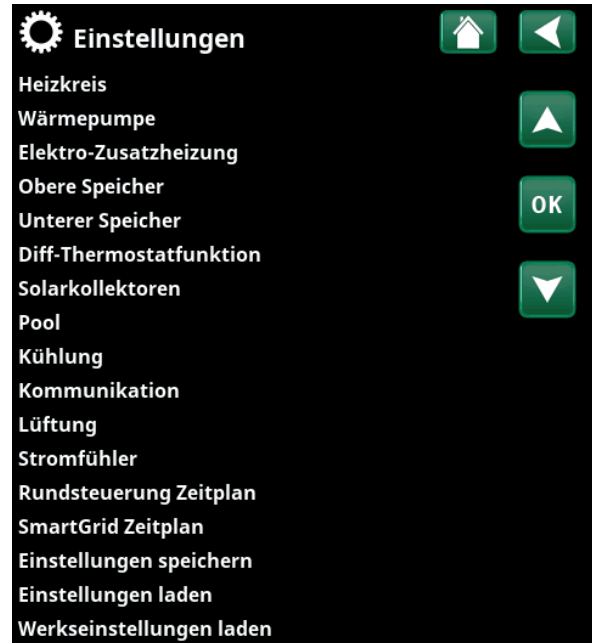 Einstellungen
Heizkreis
Wärmepumpe
Elektro-Zusatzheizung
Obere Speicher
OK
Unterer Speicher
Diff-Thermostatfunktion
Solarkollektoren
Pool
Kühlung
Kommunikation
Lüftung
Stromfühler
Rundsteuerung Zeitplan
SmartGrid Zeitplan
Einstellungen speichern
Einstellungen laden
Werkseinstellungen laden